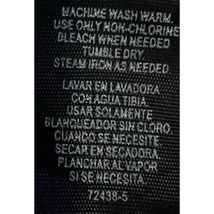 MACHINE WASH WARM.
USE ONLY NON-CHLORINE
BLEACH WHEN NEEDED
TUMBLE DRY
STEAM IRON AS NEEDED
LAVAR EN LAVADORA
CON AGUA TIBIA.
USAR SOLAMENTE
BLANQUEADOR SIN CLORO.
CUANDO SE NECESITE
SECAR EN SECADORA
PLANCHAR AL VAPOR
SI SE NECESITA.
72438-5